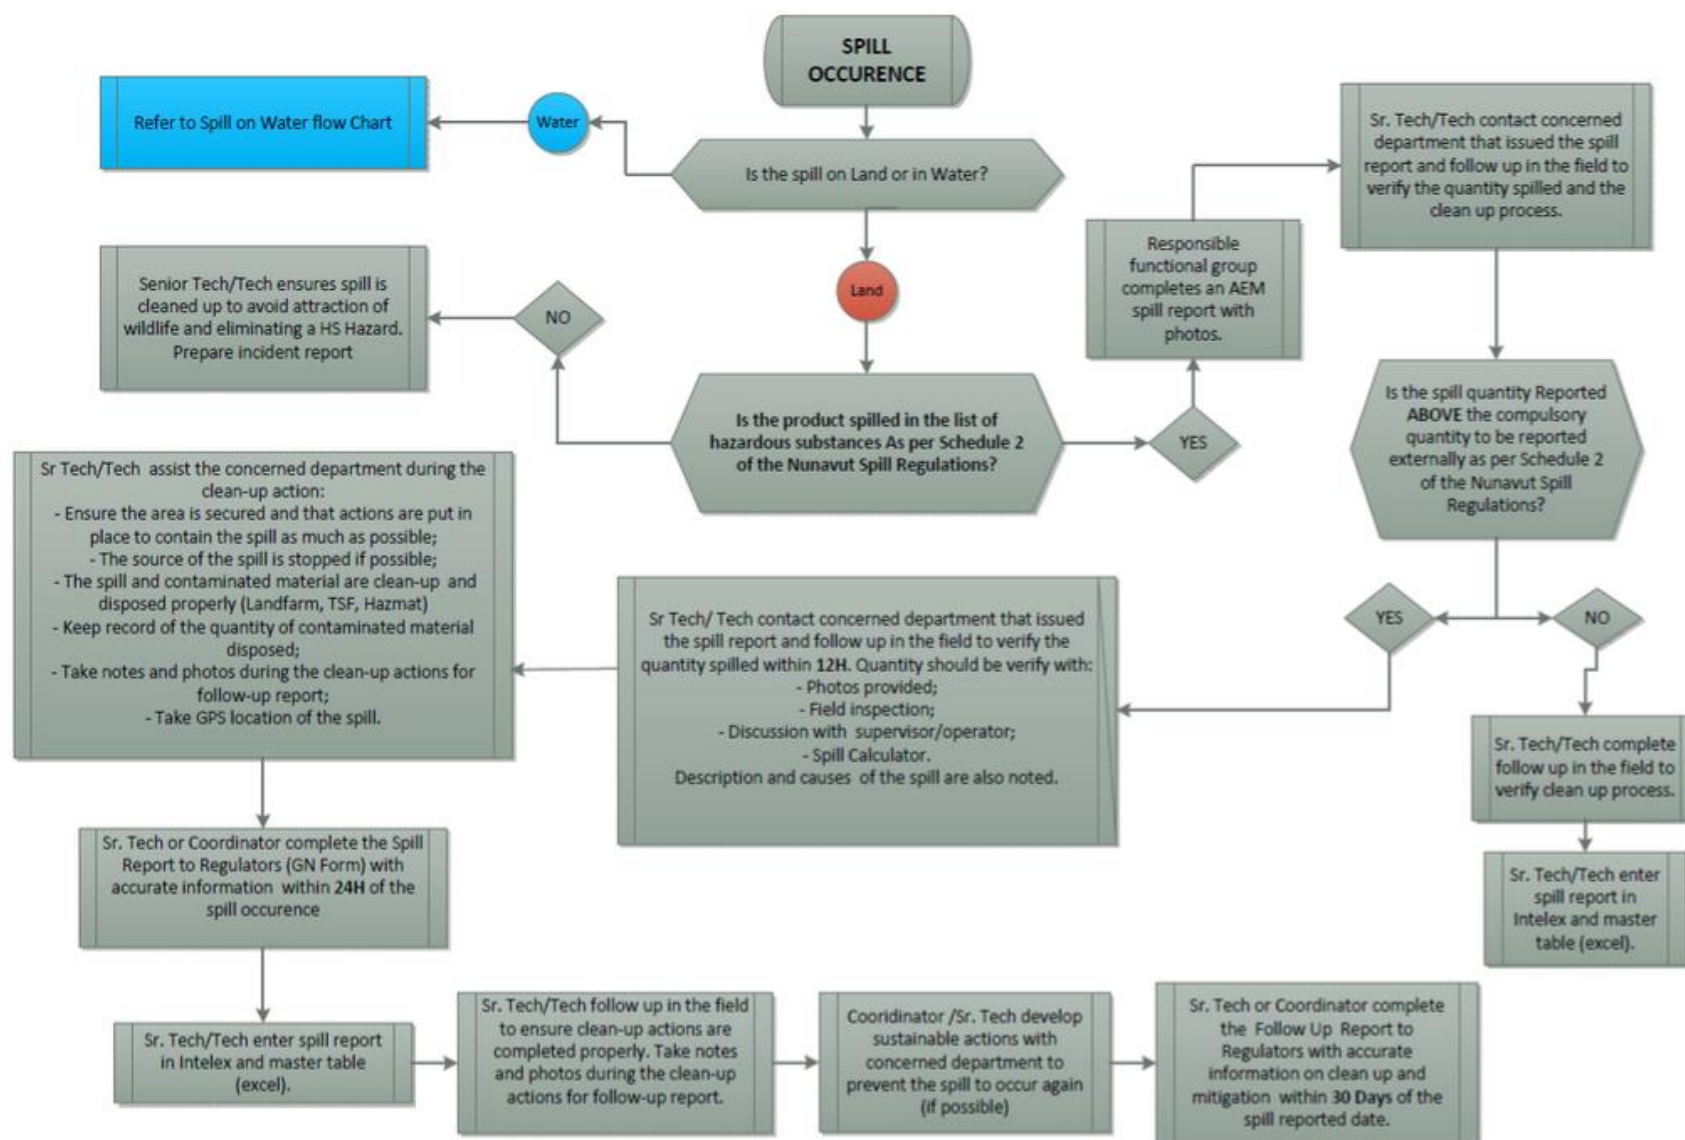 SPILL
OCCURENCE
Refer to Spill on Water flow Chart
Water
Is the spill on Land or in Water?
Sr. Tech/Tech contact concerned
department that issued the spill
report and follow up in the field to
verify the quantity spilled and the
clean up process.
Responsible
functional group
completes an AEM
spill report with
photos.
Land
Senior Tech/Tech ensures spill is
cleaned up to avoid attraction of
wildlife and eliminating a HS Hazard.
Prepare incident report
NO
Is the product spilled in the list of
hazardous substances As per Schedule 2
of the Nunavut Spill Regulations?
YES
Is the spill quantity Reported
ABOVE the compulsory
quantity to be reported
externally as per Schedule 2
of the Nunavut Spill
Regulations?
YES
NO
Sr Tech/Tech assist the concerned department during the
clean-up action:
- Ensure the area is secured and that actions are put in
place to contain the spill as much as possible;
- The source of the spill is stopped if possible;
- The spill and contaminated material are clean-up and
disposed properly (Landfarm, TSF, Hazmat)
- Keep record of the quantity of contaminated material
disposed;
- Take notes and photos during the clean-up actions for
follow-up report;
- Take GPS location of the spill.
Sr Tech/ Tech contact concerned department that issued
the spill report and follow up in the field to verify the
quantity spilled within 12H. Quantity should be verify with:
- Photos provided;
- Field inspection;
- Discussion with supervisor/operator;
- Spill Calculator.
Description and causes of the spill are also noted.
Sr. Tech/Tech complete
follow up in the field to
verify clean up process.
Sr. Tech/Tech enter
spill report in
Intelex and master
table (excel).
Sr. Tech or Coordinator complete the Spill
Report to Regulators (GN Form) with
accurate information within 24H of the
spill occurence
Sr. Tech/Tech enter spill report
in Intelex and master table
(excel).
Sr. Tech/Tech follow up in the field
to ensure clean-up actions are
completed properly. Take notes
and photos during the clean-up
actions for follow-up report.
Cooridinator /Sr. Tech develop
sustainable actions with
concerned department to
prevent the spill to occur again
(if possible)
Sr. Tech or Coordinator complete
the Follow Up Report to
Regulators with accurate
information on clean up and
mitigation within 30 Days of the
spill reported date.